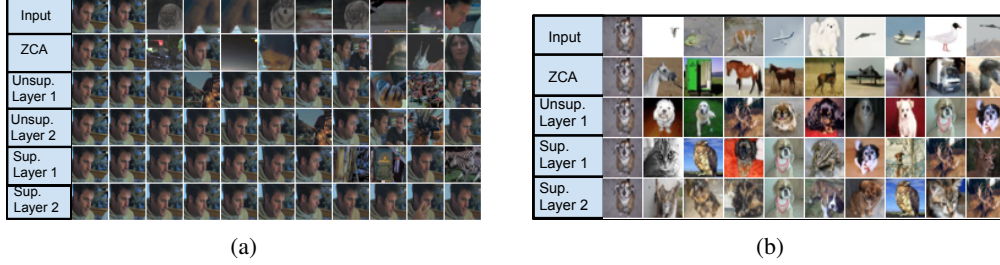 Input
ZCA
Unsup.
Layer 1
Unsup.
Layer 2
Sup.
Layer 1
Sup.
Layer 2
(a)
Input
ZCA
Unsup.
Layer 1
Sup.
Layer 1
Sup.
Layer 2
(b)